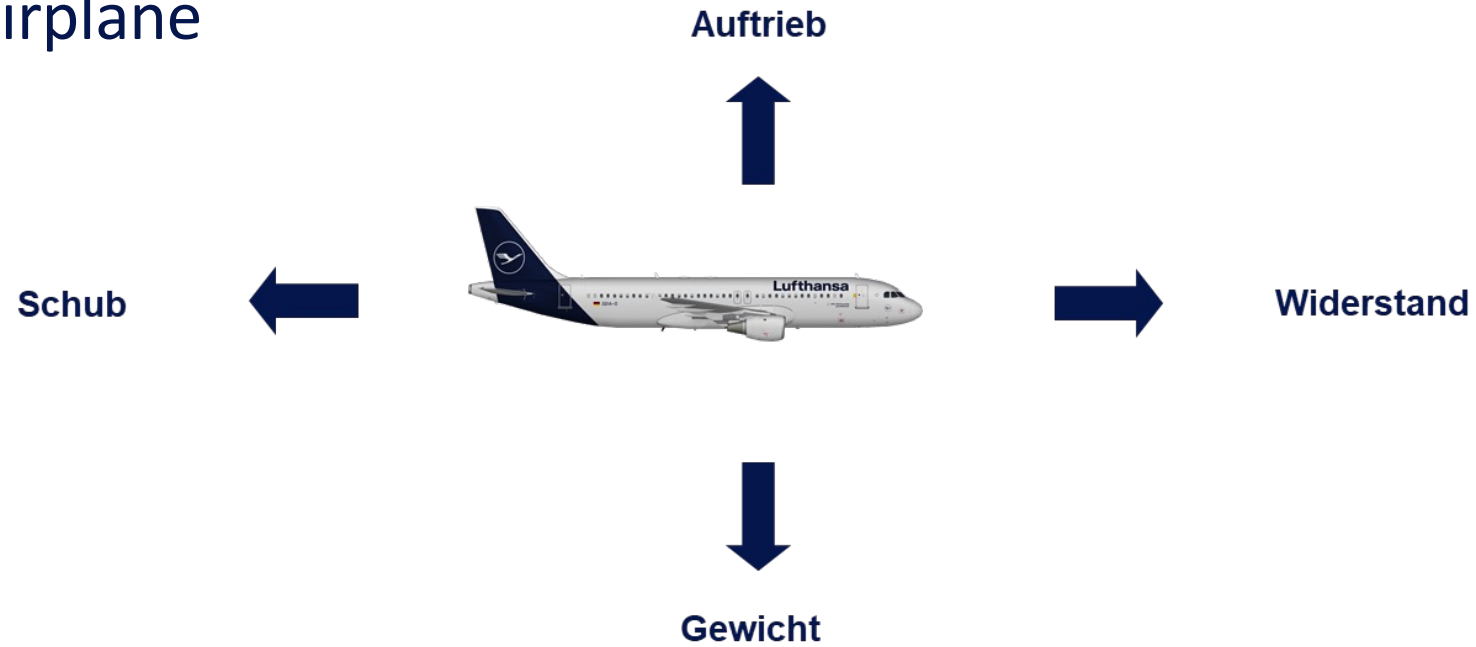 irplane
Auftrieb
Lufthansa
Schub
Widerstand
Gewicht